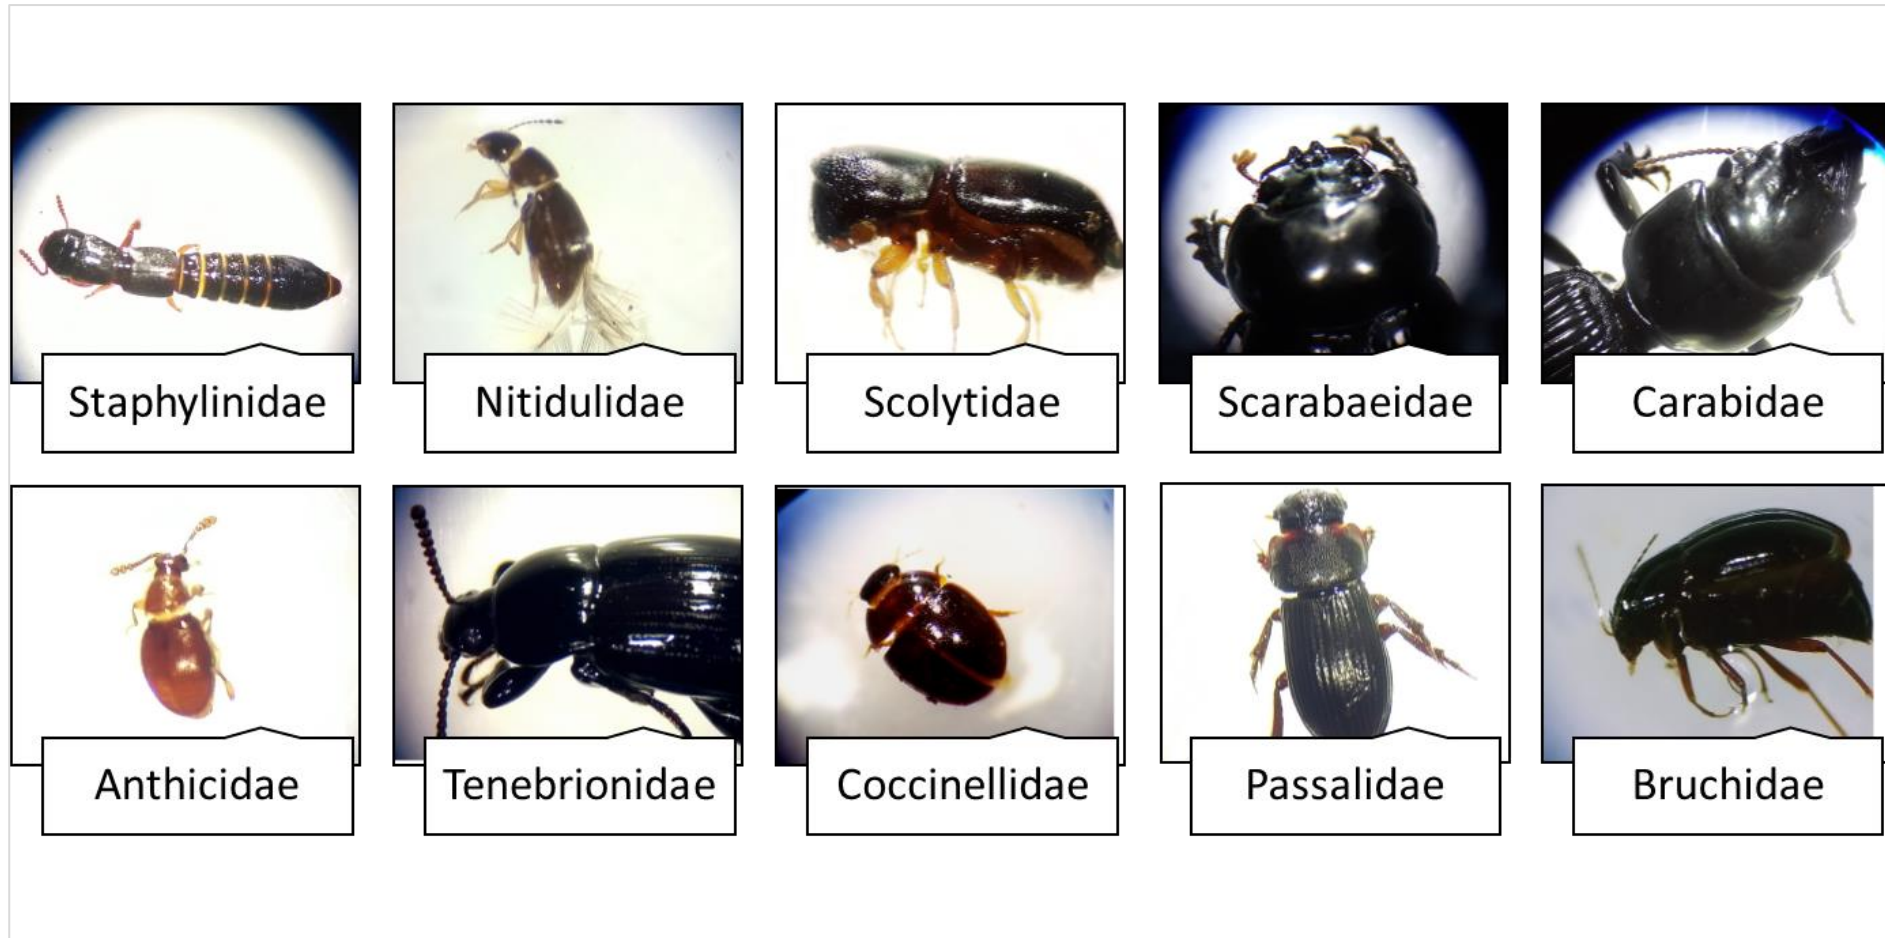 Staphylinidae
Nitidulidae
Scolytidae
Scarabaeidae
Carabidae
Anthicidae
Tenebrionidae
Coccinellidae
Passalidae
Bruchidae